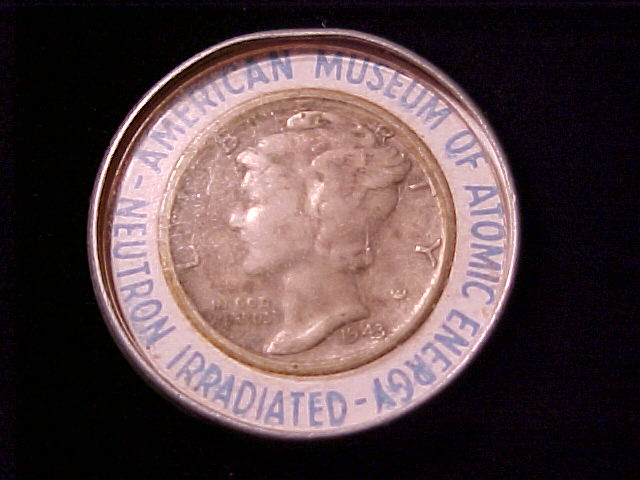 AMERICAN MUSEUM OF ATOMIC ENERGY -
NEUTRON IRRADIATED -
LIBERTY
IN GOD
WE TRUST
1943